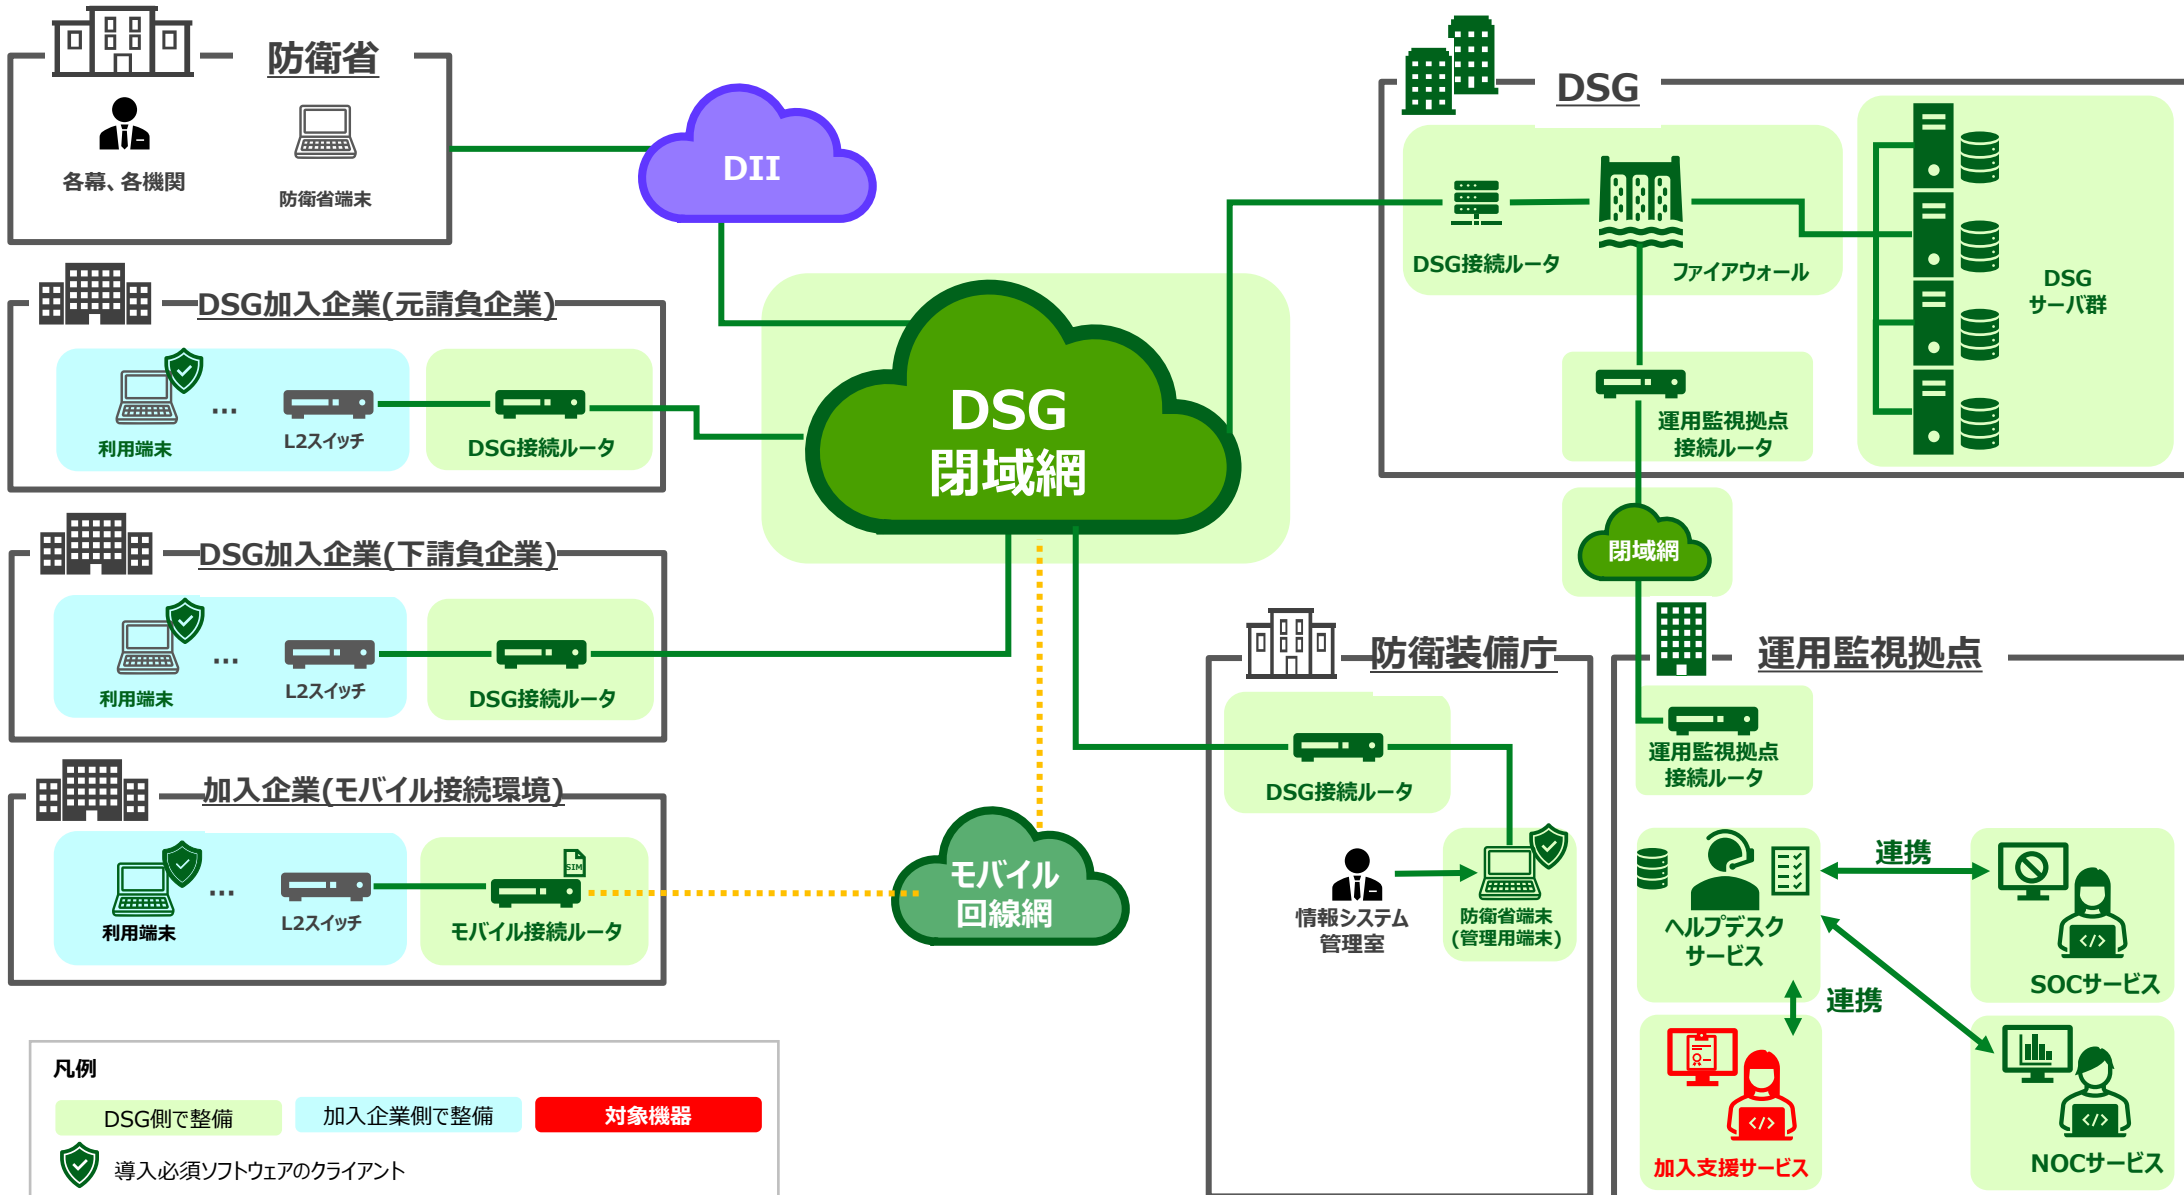 防衛省
各幕、各機関
防衛省端末
DII
DSG加入企業(元請負企業)
利用端末
…
L2スイッチ
DSG接続ルータ
DSG加入企業(下請負企業)
利用端末
…
L2スイッチ
DSG接続ルータ
加入企業(モバイル接続環境)
利用端末
…
L2スイッチ
SIM
モバイル接続ルータ
DSG
閉域網
モバイル
回線網
DSG
DSG接続ルータ
ファイアウォール
DSG
サーバ群
運用監視拠点
接続ルータ
閉域網
防衛装備庁
DSG接続ルータ
情報システム
管理室
防衛省端末
(管理用端末)
運用監視拠点
運用監視拠点
接続ルータ
ヘルプデスク
サービス
連携
</>
SOCサービス
連携
</>
加入支援サービス
</>
NOCサービス
凡例
DSG側で整備
加入企業側で整備
対象機器
導入必須ソフトウェアのクライアント